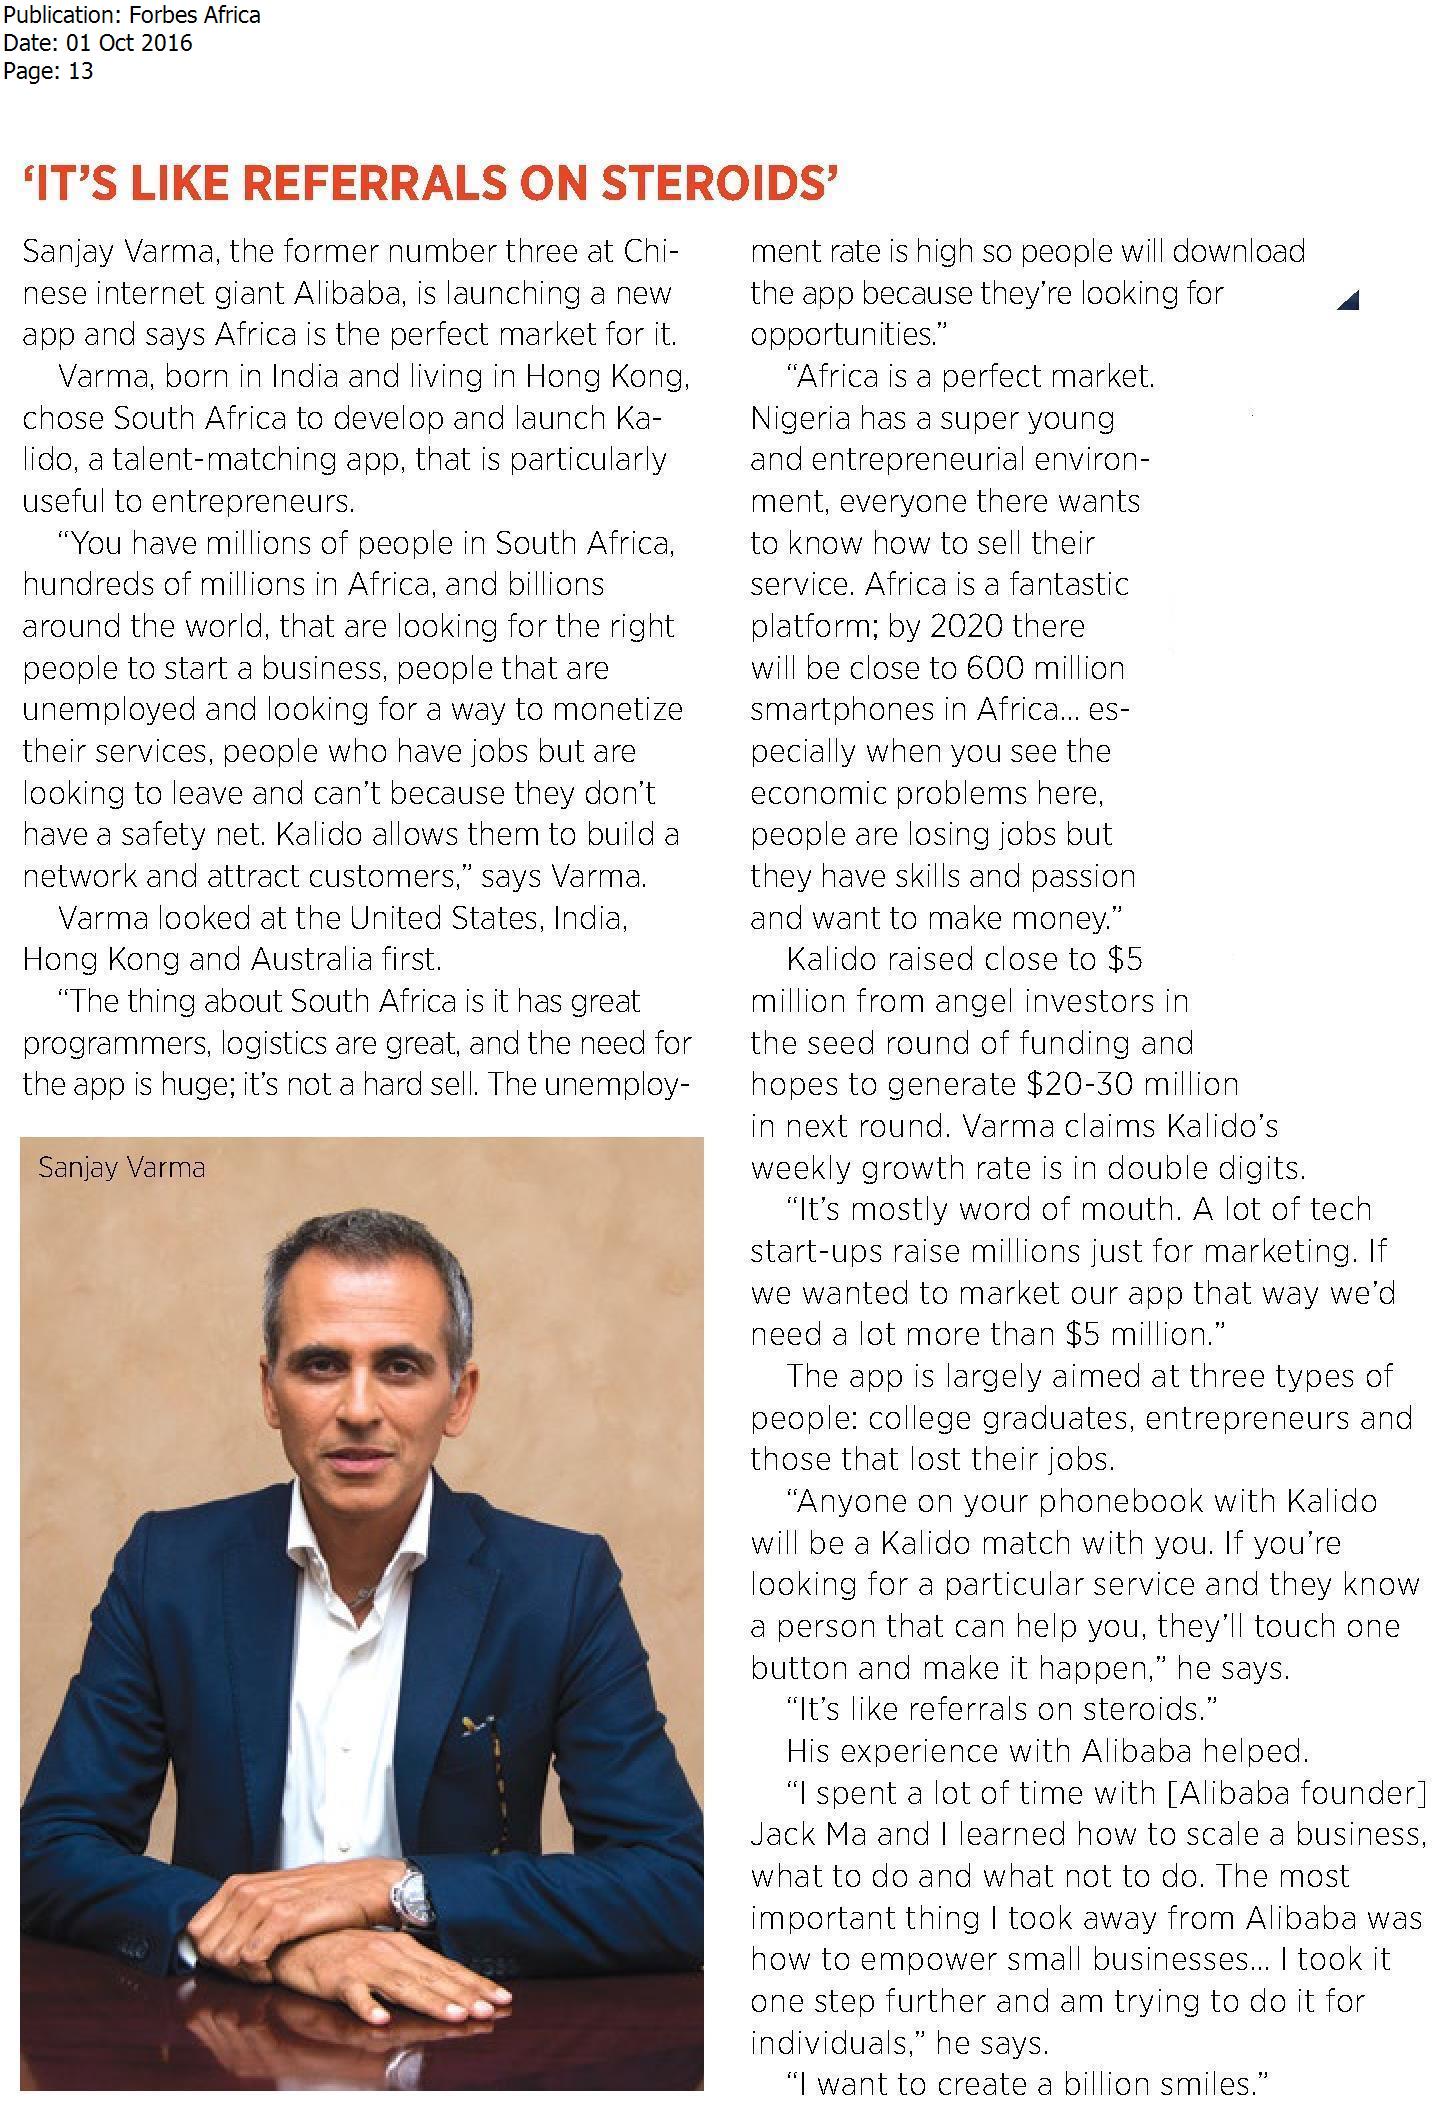 Publication: Forbes Africa
Date: 01 Oct 2016
Page: 13
‘IT’S LIKE REFERRALS ON STEROIDS’
Sanjay Varma, the former number three at Chi-
nese internet giant Alibaba, is launching a new
app and says Africa is the perfect market for it.
Varma, born in India and living in Hong Kong,
chose South Africa to develop and launch Ka-
lido, a talent-matching app, that is particularly
useful to entrepreneurs.
“You have millions of people in South Africa,
hundreds of millions in Africa, and billions
around the world, that are looking for the right
people to start a business, people that are
unemployed and looking for a way to monetize
their services, people who have jobs but are
looking to leave and can’t because they don’t
have a safety net. Kalido allows them to build a
network and attract customers,” says Varma.
Varma looked at the United States, India,
Hong Kong and Australia first.
“The thing about South Africa is it has great
programmers, logistics are great, and the need for
the app is huge; it’s not a hard sell. The unemploy-
Sanjay Varma
ment rate is high so people will download
the app because they’re looking for
opportunities.”
“Africa is a perfect market.
Nigeria has a super young
and entrepreneurial environ-
ment, everyone there wants
to know how to sell their
service. Africa is a fantastic
platform; by 2020 there
will be close to 600 million
smartphones in Africa... es-
pecially when you see the
economic problems here,
people are losing jobs but
they have skills and passion
and want to make money.”
Kalido raised close to $5
million from angel investors in
the seed round of funding and
hopes to generate $20-30 million
in next round. Varma claims Kalido’s
weekly growth rate is in double digits.
“It’s mostly word of mouth. A lot of tech
start-ups raise millions just for marketing. If
we wanted to market our app that way we’d
need a lot more than $5 million.”
The app is largely aimed at three types of
people: college graduates, entrepreneurs and
those that lost their jobs.
“Anyone on your phonebook with Kalido
will be a Kalido match with you. If you’re
looking for a particular service and they know
a person that can help you, they’ll touch one
button and make it happen,” he says.
“It’s like referrals on steroids.”
His experience with Alibaba helped.
“I spent a lot of time with [Alibaba founder]
Jack Ma and I learned how to scale a business,
what to do and what not to do. The most
important thing I took away from Alibaba was
how to empower small businesses... I took it
one step further and am trying to do it for
individuals,” he says.
“I want to create a billion smiles.”